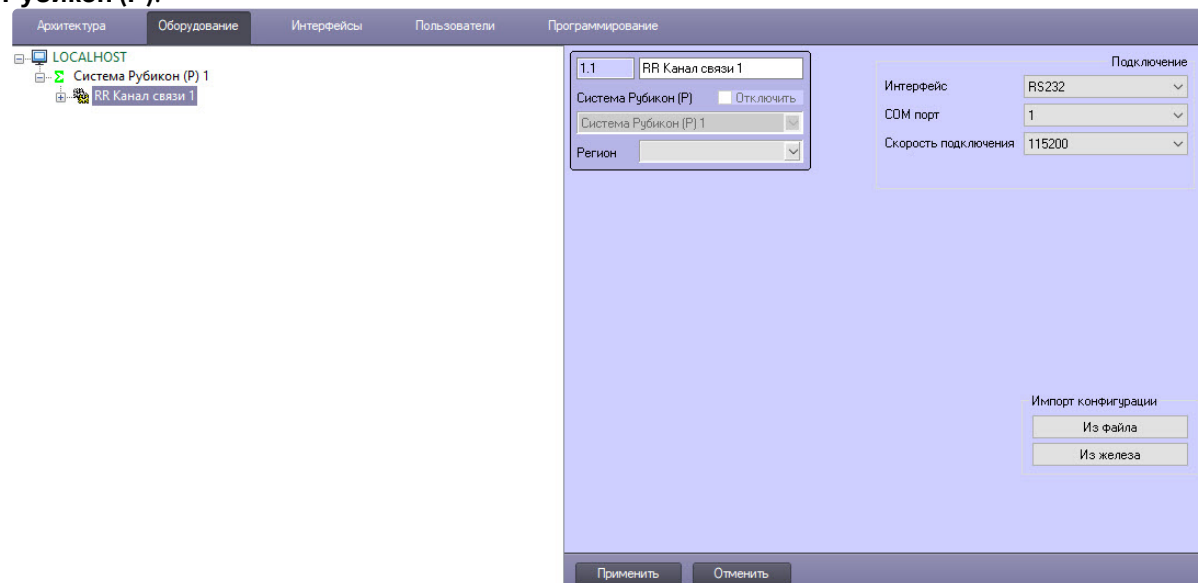 Рубикон (Р).
Архитектура Оборудование Интерфейсы Пользователи Программирование
LOCALHOST
Система Рубикон (Р) 1
RR Канал связи 1
1.1 RR Канал связи 1
Система Рубикон (Р) Отключить
Система Рубикон (Р) 1
Регион
Подключение
Интерфейс RS232
COM порт 1
Скорость подключения 115200
Импорт конфигурации
Из файла
Из железа
Применить Отменить